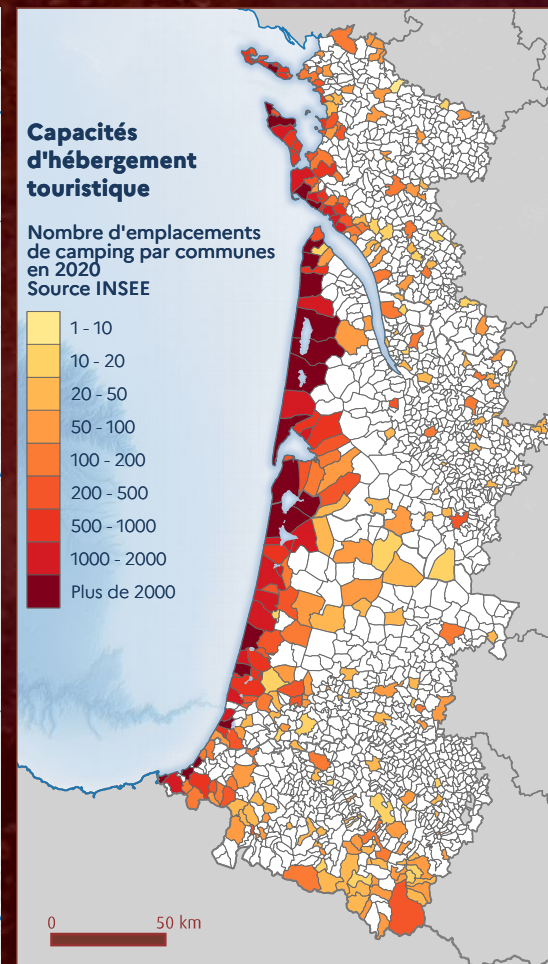 Capacités
d'hébergement
touristique
Nombre d'emplacements
de camping par communes
en 2020
Source INSEE
1 - 10
10 - 20
20 - 50
50 - 100
100 - 200
200 - 500
500 - 1000
1000 - 2000
Plus de 2000
0 50 km